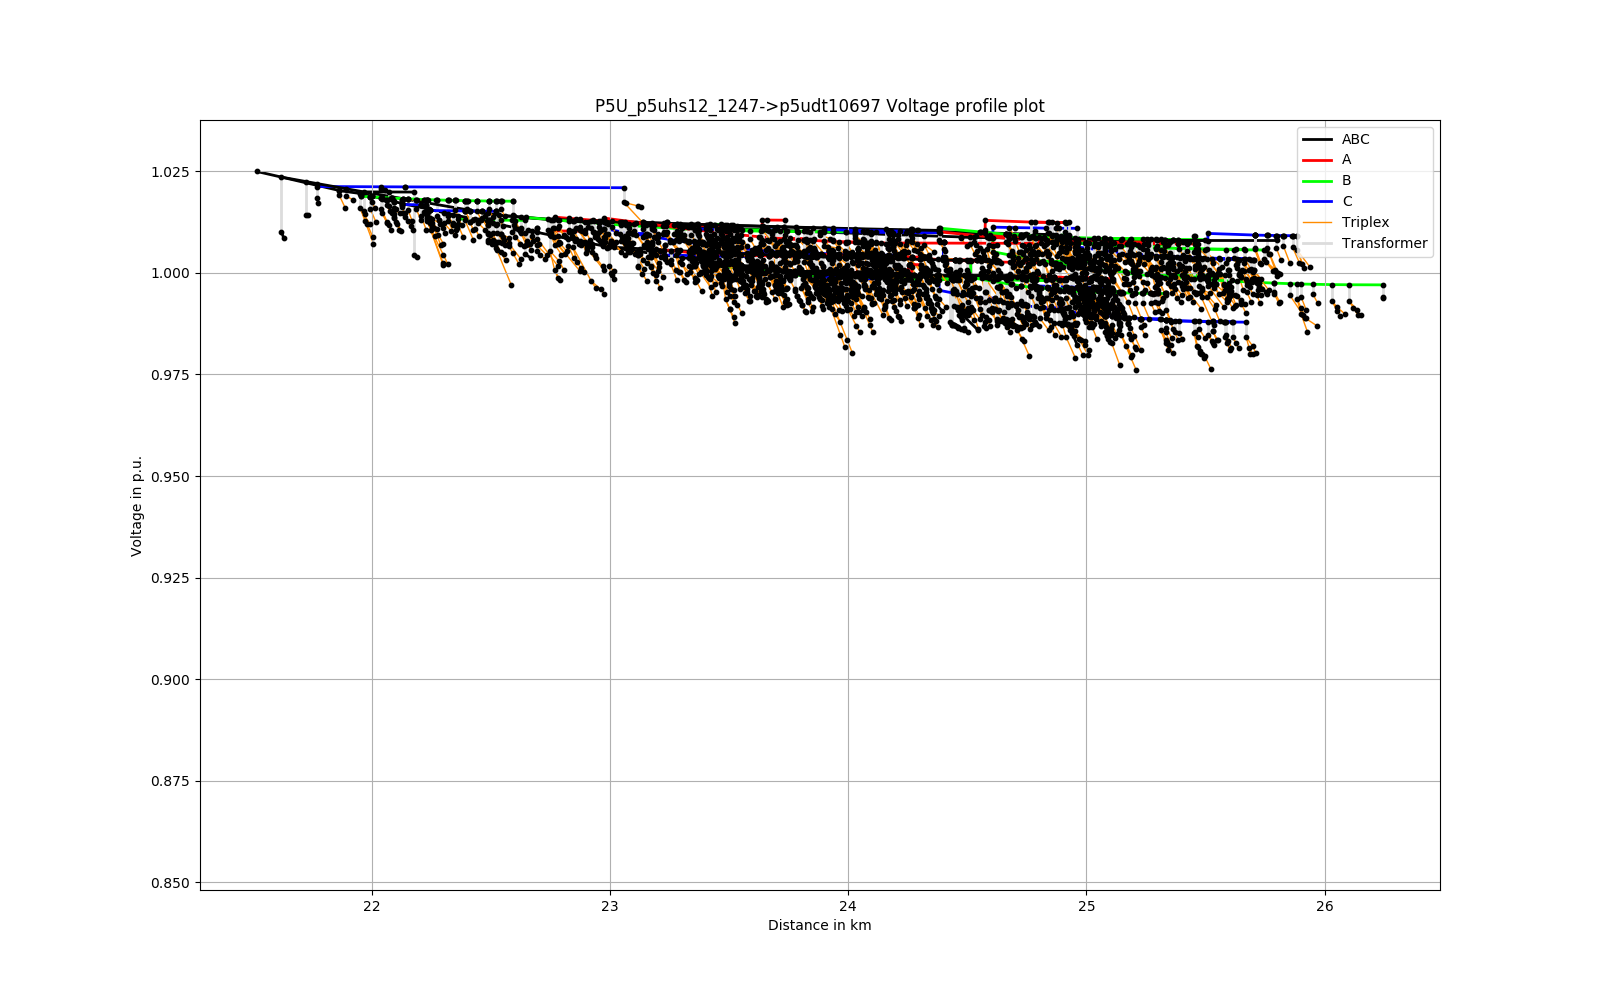 P5U_p5uhs12_1247->p5udt10697 Voltage profile plot
ABC
A
B
C
Triplex
Transformer
1.025
1.000
0.975
0.950
0.925
0.900
0.875
0.850
Voltage in p.u.
22 23 24 25 26
Distance in km